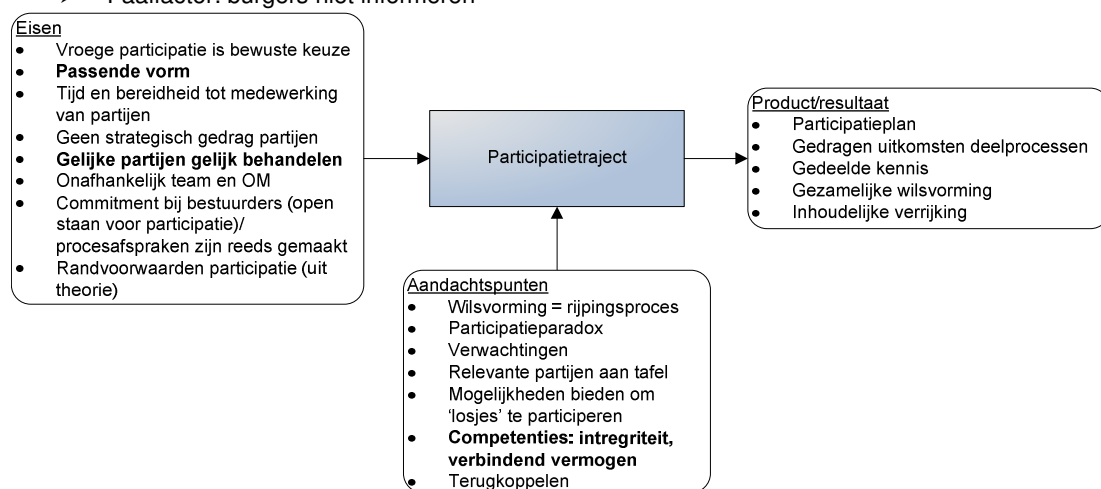 Faalfactor: burgers niet informeren
Eisen
• Vroege participatie is bewuste keuze
• Passende vorm
• Tijd en bereidheid tot medewerking
van partijen
• Geen strategisch gedrag partijen
• Gelijke partijen gelijk behandelen
• Onafhankelijk team en OM
• Commitment bij bestuurders (open
staan voor participatie)/
procesafspraken zijn reeds gemaakt
• Randvoorwaarden participatie (uit
theorie)
Participatietraject
Product/resultaat
• Participatieplan
• Gedragen uitkomsten deelprocessen
• Gedeelde kennis
• Gezamelijke wilsvorming
• Inhoudelijke verrijking
Aandachtspunten
• Wilsvorming = rijpingsproces
• Participatieparadox
• Verwachtingen
• Relevante partijen aan tafel
• Mogelijkheden bieden om
'losjes' te participeren
• Competenties: intregriteit,
verbindend vermogen
• Terugkoppelen